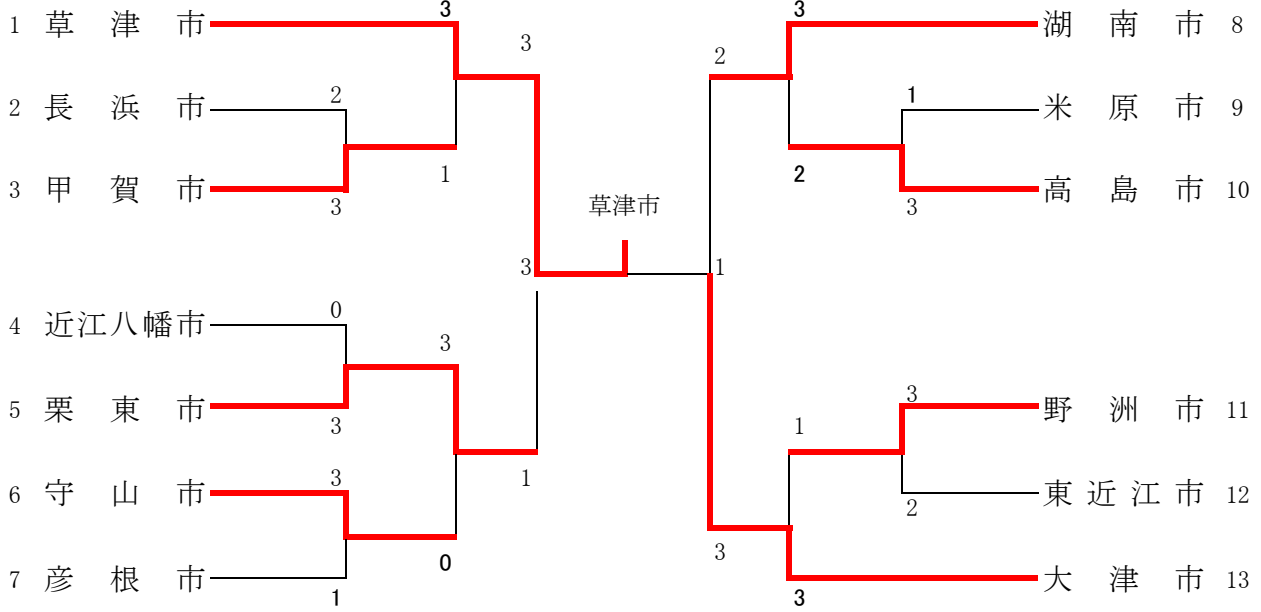 1 草津市
3
3
2 長浜市
2
1
3 甲賀市
3
草津市
3
4 近江八幡市
0
3
5 栗東市
3
1
6 守山市
3
0
7 彦根市
1
3
湖南市 8
2
1
米原市 9
2
高島市 10
3
1
3
野洲市 11
1
東近江市 12
2
3
大津市 13
3